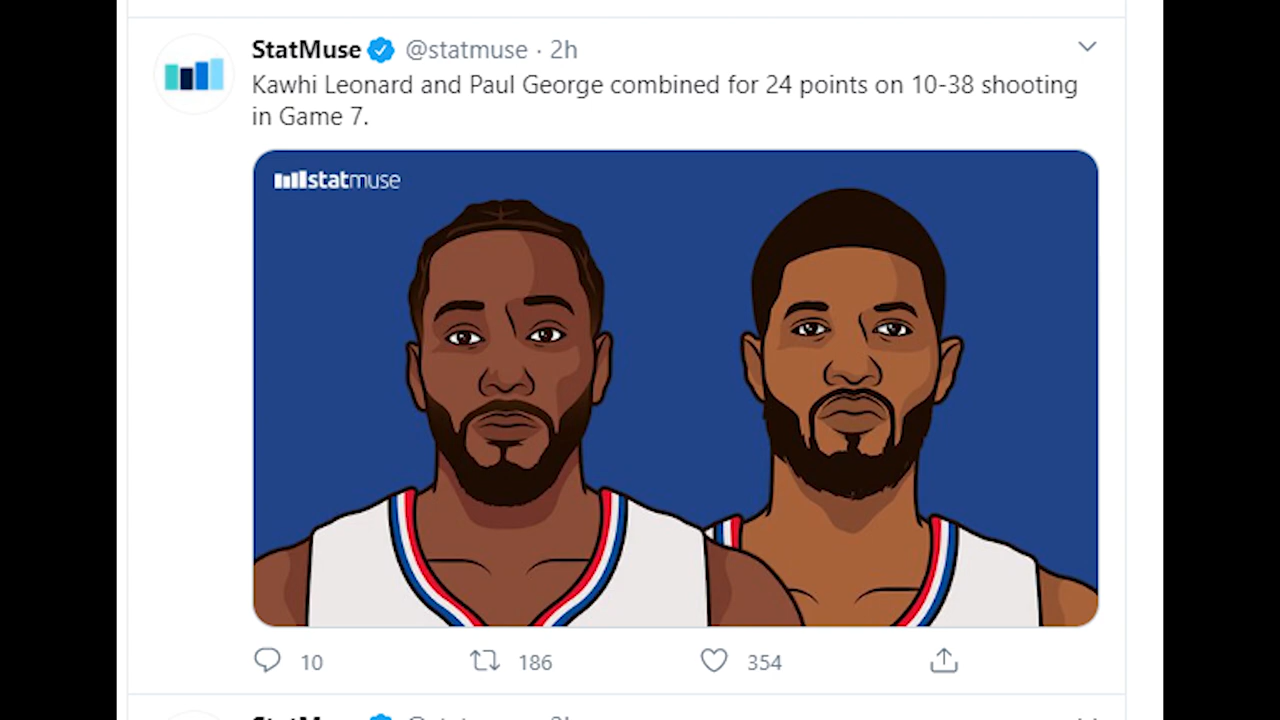 StatMuse @statmuse · 2h
Kawhi Leonard and Paul George combined for 24 points on 10-38 shooting
in Game 7.
statmuse
10 186 354